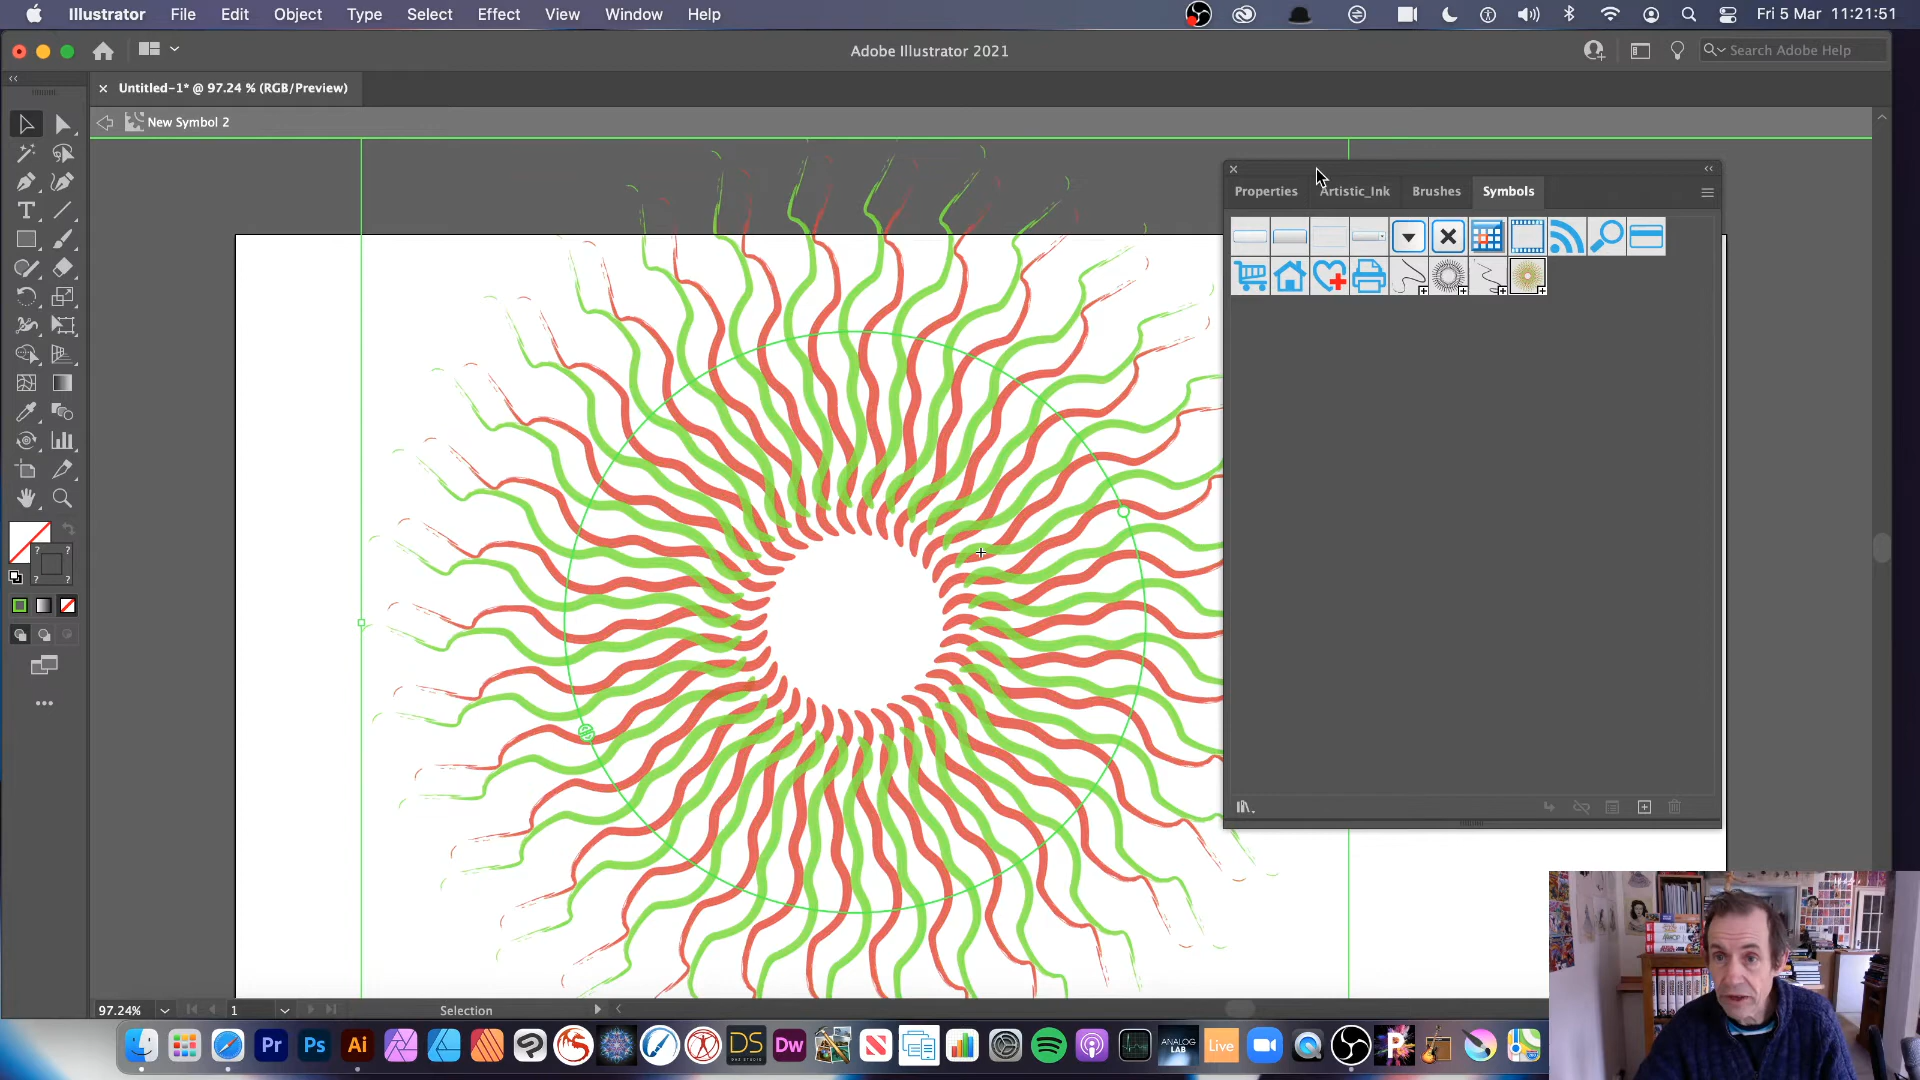 Illustrator File Edit Object Type Select Effect View Window Help
Fri 5 Mar 11:21:51
Adobe Illustrator 2021
Search Adobe Help
Untitled-1* @ 97.24 % (RGB/Preview)
New Symbol 2
Properties Artistic_Ink Brushes Symbols
T
? ?
? ?
97.24% 1 Selection
Pr Ps Ai DS Dw ANALOG LAB Live P